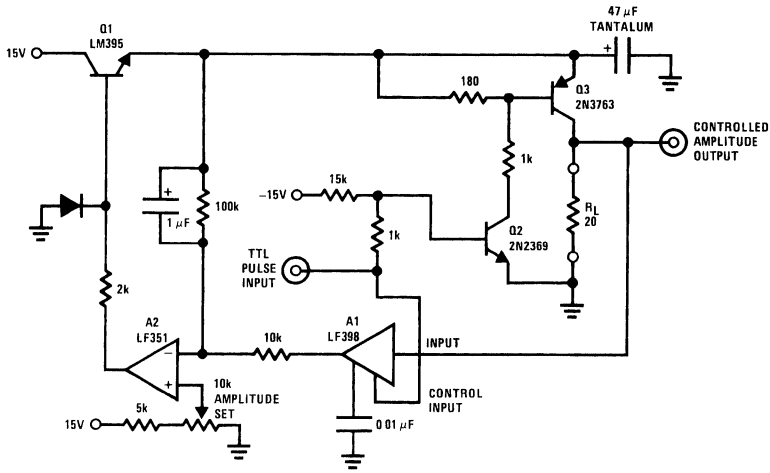 47 µF
TANTALUM
Q1
LM395
15V
+
180
Q3
2N3763
CONTROLLED
AMPLITUDE
OUTPUT
1k
+
1 µF
100k
−15V
15k
1k
Q2
2N2369
RL
20
TTL
PULSE
INPUT
2k
A2
LF351
A1
LF398
10k
INPUT
−
+
10k
AMPLITUDE
SET
CONTROL
INPUT
5k
15V
0 01 µF